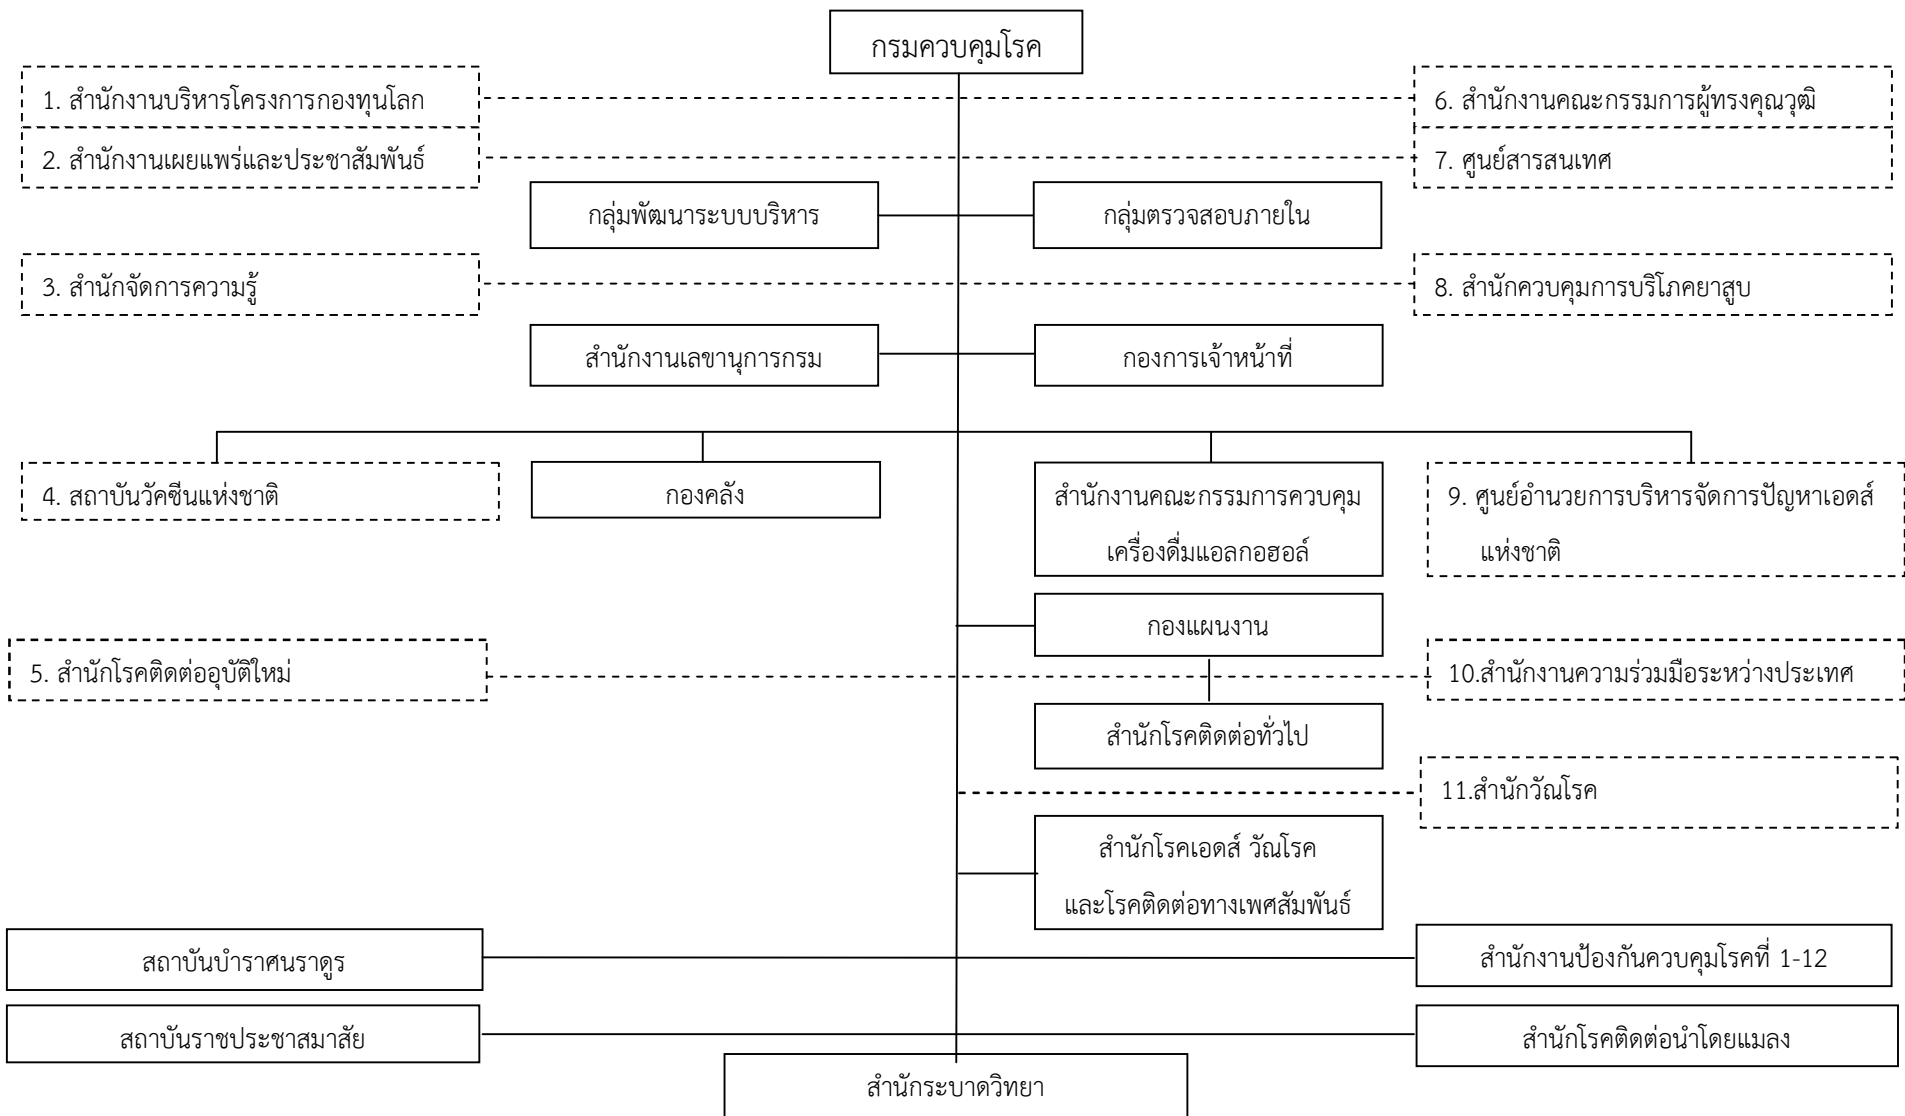 กรมควบคุมโรค
1. สำนักงานบริหารโครงการกองทุนโลก
6. สำนักงานคณะกรรมการผู้ทรงคุณวุฒิ
2. สำนักงานเผยแพร่และประชาสัมพันธ์
7. ศูนย์สารสนเทศ
กลุ่มพัฒนาระบบบริหาร
กลุ่มตรวจสอบภายใน
3. สำนักจัดการความรู้
8. สำนักควบคุมการบริโภคยาสูบ
สำนักงานเลขานุการกรม
กองการเจ้าหน้าที่
4. สถาบันวัคซีนแห่งชาติ
กองคลัง
สำนักงานคณะกรรมการควบคุม
เครื่องดื่มแอลกอฮอล์
9. ศูนย์อำนวยการบริหารจัดการปัญหาเอดส์
แห่งชาติ
กองแผนงาน
5. สำนักโรคติดต่ออุบัติใหม่
10.สำนักงานความร่วมมือระหว่างประเทศ
สำนักโรคติดต่อทั่วไป
11.สำนักวัณโรค
สำนักโรคเอดส์ วัณโรค
และโรคติดต่อทางเพศสัมพันธ์
สถาบันบำราศนราดูร
สำนักงานป้องกันควบคุมโรคที่ 1-12
สถาบันราชประชาสมาสัย
สำนักโรคติดต่อนำโดยแมลง
สำนักระบาดวิทยา